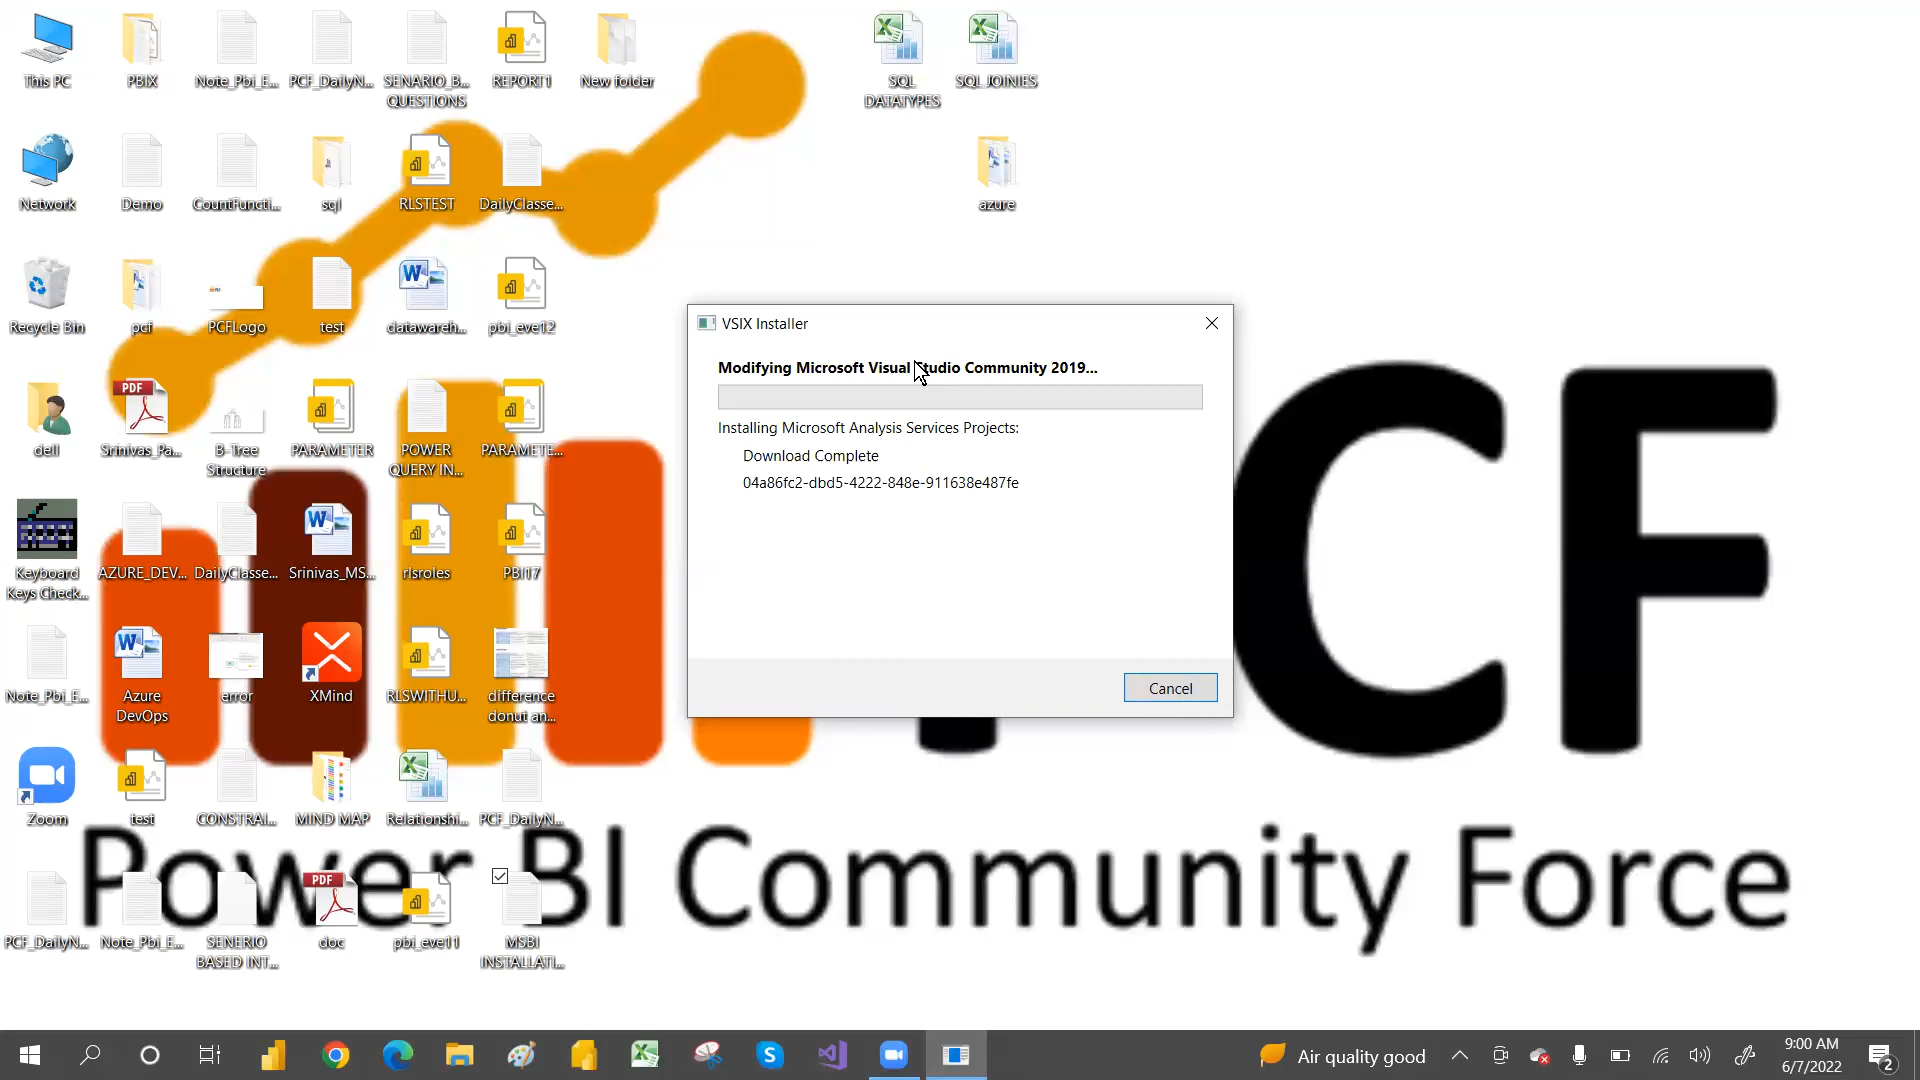 This PC
PBIX
Note_Pbi_E...
PCF_DailyN...
SENARIO_B...
QUESTIONS
REPORT1
New folder
SQL
DATATYPES
SQL JOINIES
Network
Demo
CountFuncti...
sql
RLSTEST
DailyClasse...
azure
Recycle Bin
pcf
PCFLogo
test
datawareh...
pbi_eve12
dell
Srinivas_Pa...
B-Tree
Structure
PARAMETER
POWER
QUERY IN...
PARAMETE...
Keyboard
Keys Check...
AZURE_DEV...
DailyClasse...
Srinivas_MS...
rlsroles
PBI17
Note_Pbi_E...
Azure
DevOps
error
XMind
RLSWITHU...
difference
donut an...
Zoom
test
CONSTRAI...
MIND MAP
Relationshi...
PCF_DailyN...
PCF_DailyN...
Note_Pbi_E...
SENERIO
BASED INT...
doc
pbi_eve11
MSBI
INSTALLATI...
VSIX Installer
Modifying Microsoft Visual Studio Community 2019...
Installing Microsoft Analysis Services Projects:
Download Complete
04a86fc2-dbd5-4222-848e-911638e487fe
Cancel
CF
Power BI Community Force
Air quality good
9:00 AM
6/7/2022
2